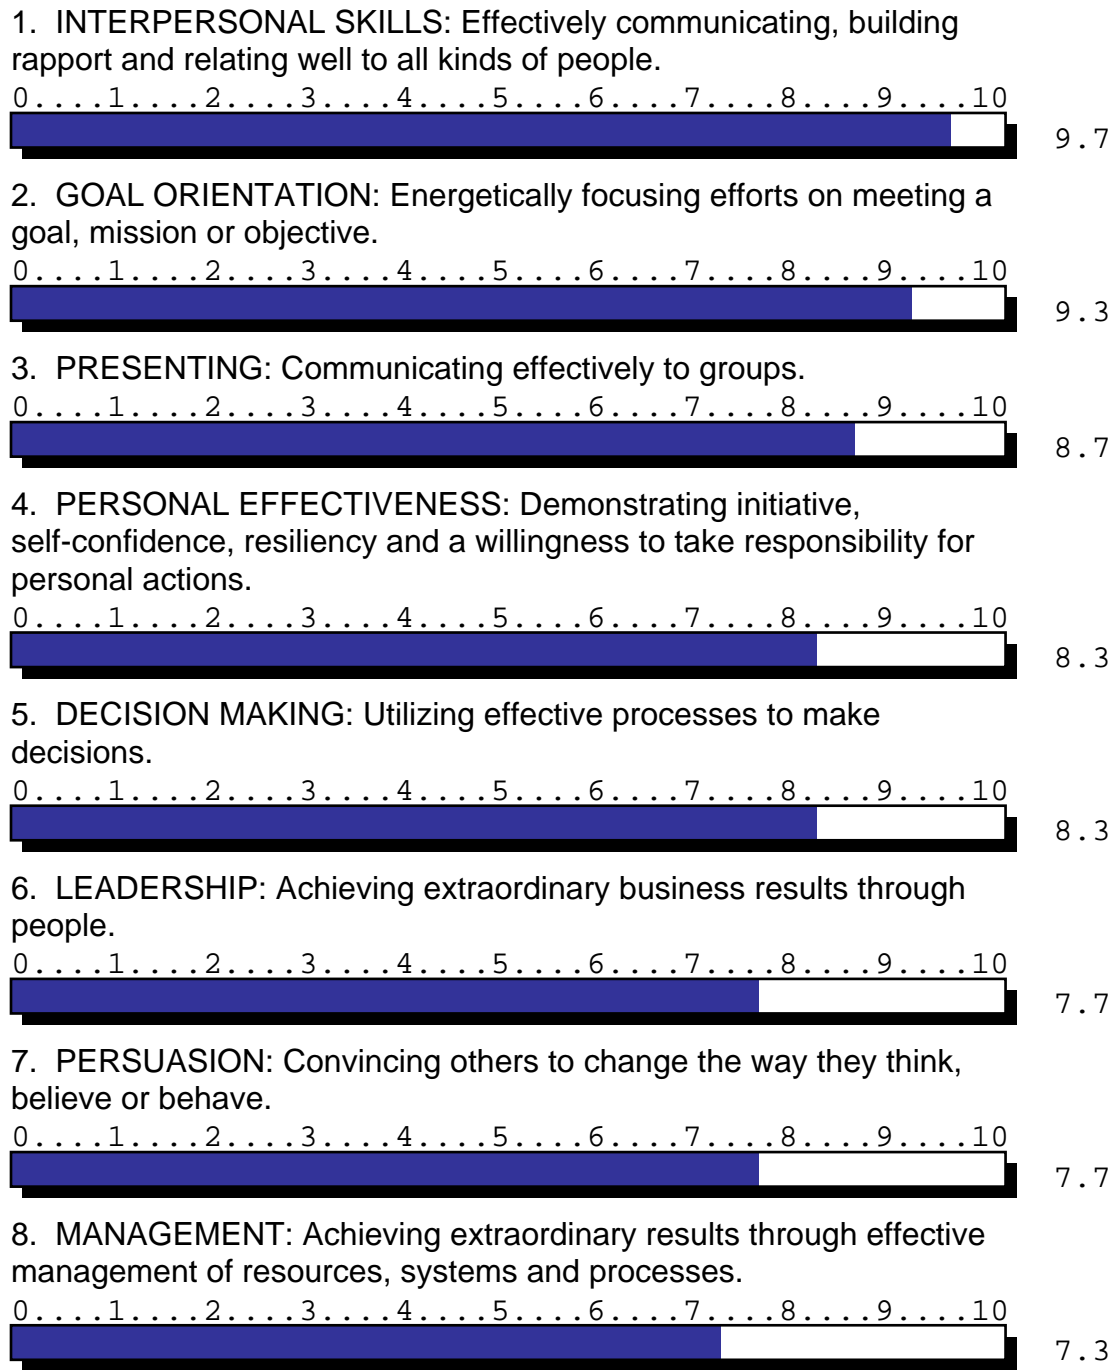 1.  INTERPERSONAL SKILLS: Effectively communicating, building
rapport and relating well to all kinds of people.
0....1....2....3....4....5....6....7....8....9....10
9.7
2.  GOAL ORIENTATION: Energetically focusing efforts on meeting a
goal, mission or objective.
0....1....2....3....4....5....6....7....8....9....10
9.3
3.  PRESENTING: Communicating effectively to groups.
0....1....2....3....4....5....6....7....8....9....10
8.7
4.  PERSONAL EFFECTIVENESS: Demonstrating initiative,
self-confidence, resiliency and a willingness to take responsibility for
personal actions.
0....1....2....3....4....5....6....7....8....9....10
8.3
5.  DECISION MAKING: Utilizing effective processes to make
decisions.
0....1....2....3....4....5....6....7....8....9....10
8.3
6.  LEADERSHIP: Achieving extraordinary business results through
people.
0....1....2....3....4....5....6....7....8....9....10
7.7
7.  PERSUASION: Convincing others to change the way they think,
believe or behave.
0....1....2....3....4....5....6....7....8....9....10
7.7
8.  MANAGEMENT: Achieving extraordinary results through effective
management of resources, systems and processes.
0....1....2....3....4....5....6....7....8....9....10
7.3